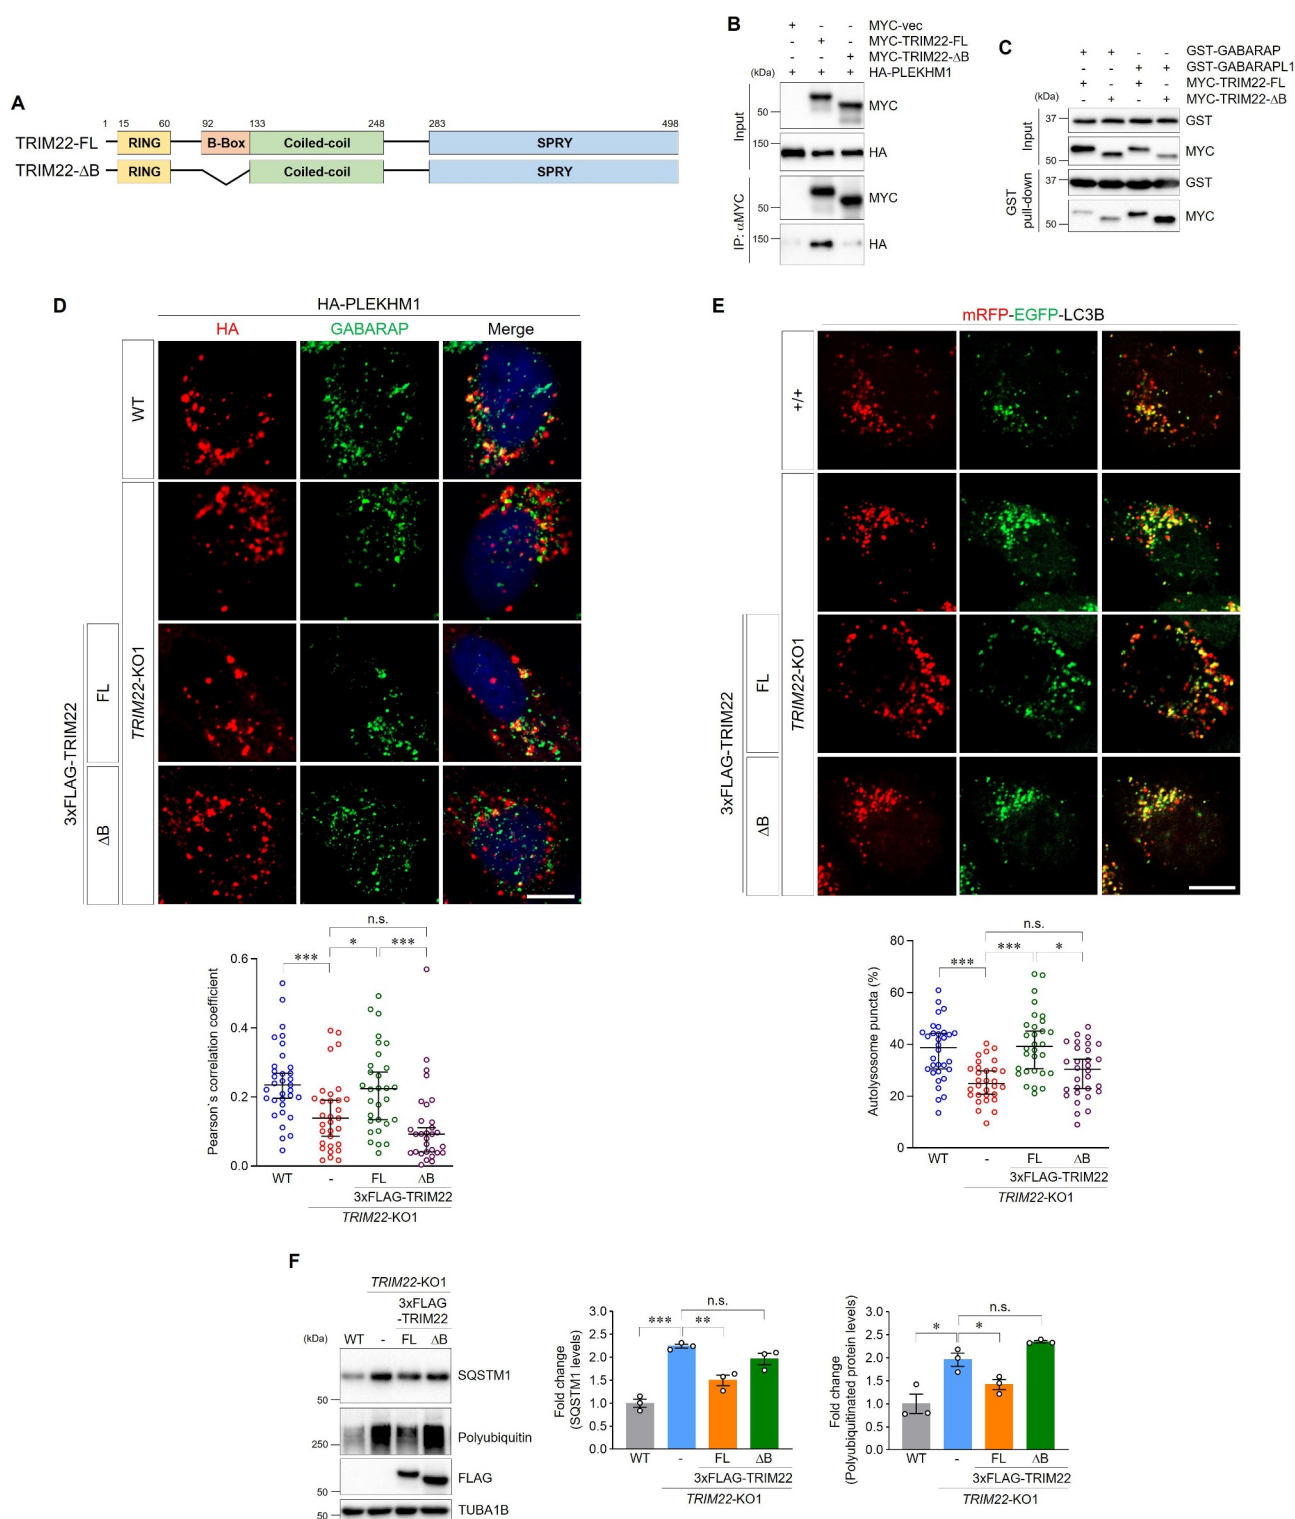 A
1 15 60 92 133 248 283 498
TRIM22-FL RING B-Box Coiled-coil SPRY
TRIM22-ΔB RING Coiled-coil SPRY
B
+ - - MYC-vec
- + - MYC-TRIM22-FL
- - + MYC-TRIM22-ΔB
(kDa) + + + HA-PLEKHM1
Input
50 MYC
150 HA
IP: αMYC
50 MYC
150 HA
C
+ + - - GST-GABARAP
- - + + GST-GABARAPL1
+ - + - MYC-TRIM22-FL
- + - + MYC-TRIM22-ΔB
(kDa)
Input
37 GST
50 MYC
GST
pull-down
37 GST
50 MYC
D
HA-PLEKHM1
HA GABARAP Merge
WT
TRIM22-KO1
3xFLAG-TRIM22
FL
ΔB
n.s.
*** * ***
Pearson`s correlation coefficient
0.6
0.4
0.2
0.0
WT - FL ΔB
3xFLAG-TRIM22
TRIM22-KO1
E
mRFP-EGFP-LC3B
+/+
TRIM22-KO1
3xFLAG-TRIM22
FL
ΔB
n.s.
*** *** *
Autolysosome puncta (%)
80
60
40
20
0
WT - FL ΔB
3xFLAG-TRIM22
TRIM22-KO1
F
TRIM22-KO1
3xFLAG
-TRIM22
(kDa) WT - FL ΔB
SQSTM1
50
Polyubiquitin
250
FLAG
50
TUBA1B
50
n.s.
*** **
Fold change
(SQSTM1 levels)
3.0
2.5
2.0
1.5
1.0
0.5
0.0
WT - FL ΔB
3xFLAG-TRIM22
TRIM22-KO1
n.s.
* *
Fold change
(Polyubiquitinated protein levels)
3.0
2.5
2.0
1.5
1.0
0.5
0.0
WT - FL ΔB
3xFLAG-TRIM22
TRIM22-KO1